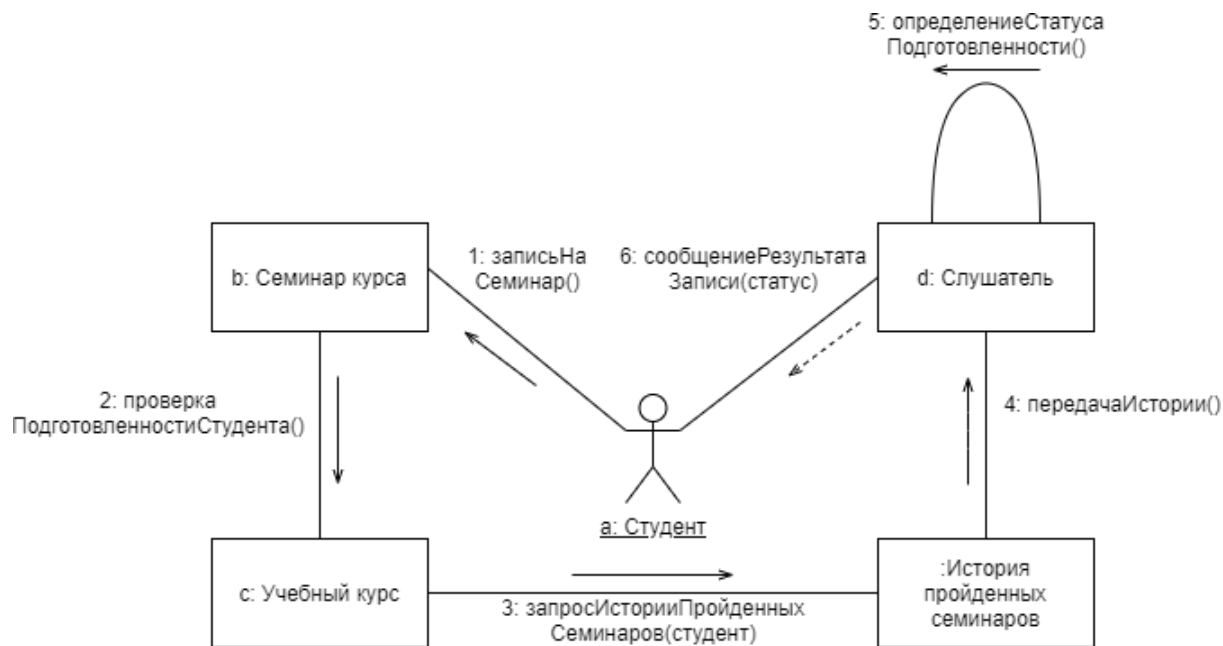 5: определениеСтатуса
Подготовленности()
1: записьНа
Семинар()
6: сообщениеРезультата
Записи(статус)
b: Семинар курса
d: Слушатель
2: проверка
ПодготовленностиСтудента()
4: передачаИстории()
a: Студент
c: Учебный курс
:История
пройденных
семинаров
3: запросИсторииПройденных
Семинаров(студент)